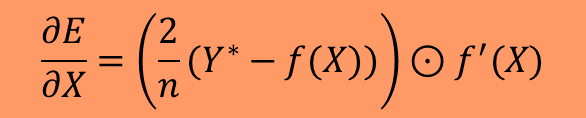 ∂E/∂X = (2/n (Y* − f(X))) ⊙ f′(X)